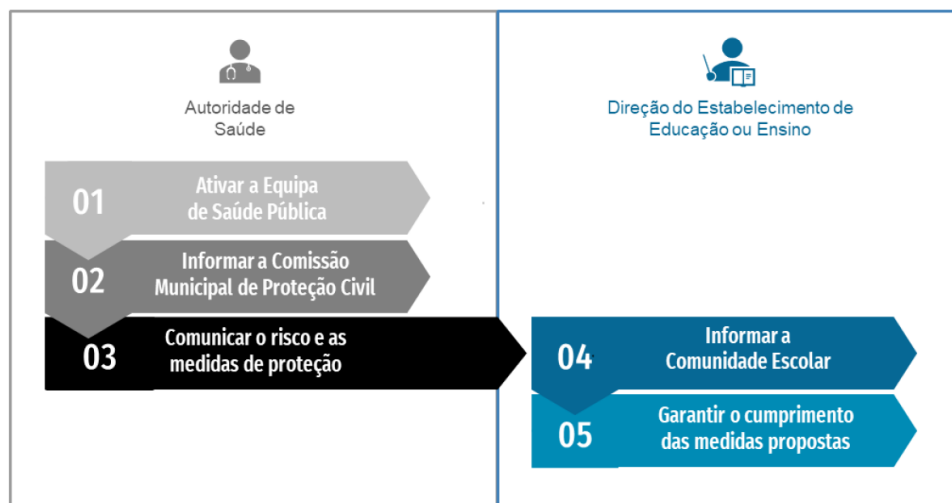 Autoridade de
Saúde
Direção do Estabelecimento de
Educação ou Ensino
01
Ativar a Equipa
de Saúde Pública
02
Informar a Comissão
Municipal de Proteção Civil
03
Comunicar o risco e as
medidas de proteção
04
Informar a
Comunidade Escolar
05
Garantir o cumprimento
das medidas propostas